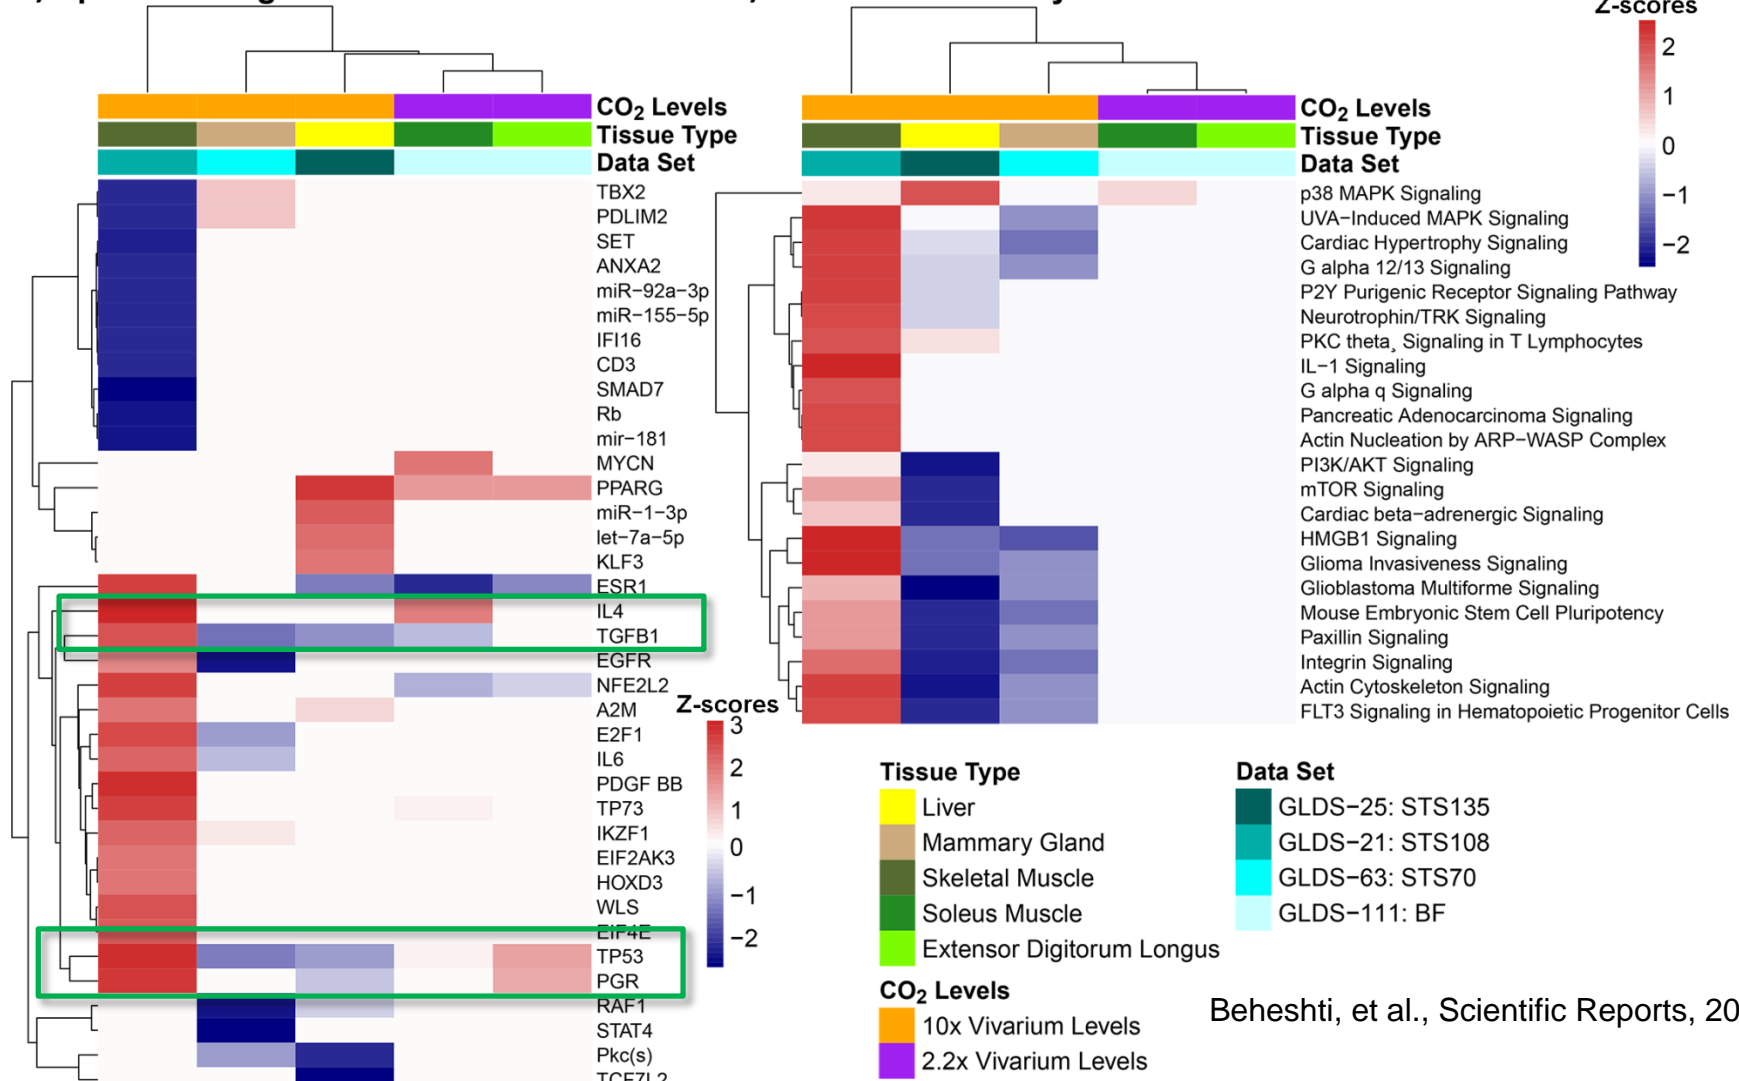 Z-scores
2
1
0
−1
−2
CO2 Levels
Tissue Type
Data Set
TBX2
PDLIM2
SET
ANXA2
miR−92a−3p
miR−155−5p
IFI16
CD3
SMAD7
Rb
mir−181
MYCN
PPARG
miR−1−3p
let−7a−5p
KLF3
ESR1
IL4
TGFB1
EGFR
NFE2L2
A2M
E2F1
IL6
PDGF BB
TP73
IKZF1
EIF2AK3
HOXD3
WLS
EIF4E
TP53
PGR
RAF1
STAT4
Pkc(s)
TCF7L2
Z-scores
3
2
1
0
−1
−2
CO2 Levels
Tissue Type
Data Set
p38 MAPK Signaling
UVA−Induced MAPK Signaling
Cardiac Hypertrophy Signaling
G alpha 12/13 Signaling
P2Y Purigenic Receptor Signaling Pathway
Neurotrophin/TRK Signaling
PKC theta¸ Signaling in T Lymphocytes
IL−1 Signaling
G alpha q Signaling
Pancreatic Adenocarcinoma Signaling
Actin Nucleation by ARP−WASP Complex
PI3K/AKT Signaling
mTOR Signaling
Cardiac beta−adrenergic Signaling
HMGB1 Signaling
Glioma Invasiveness Signaling
Glioblastoma Multiforme Signaling
Mouse Embryonic Stem Cell Pluripotency
Paxillin Signaling
Integrin Signaling
Actin Cytoskeleton Signaling
FLT3 Signaling in Hematopoietic Progenitor Cells
Tissue Type
Liver
Mammary Gland
Skeletal Muscle
Soleus Muscle
Extensor Digitorum Longus
CO2 Levels
10x Vivarium Levels
2.2x Vivarium Levels
Data Set
GLDS−25: STS135
GLDS−21: STS108
GLDS−63: STS70
GLDS−111: BF
Beheshti, et al., Scientific Reports, 20